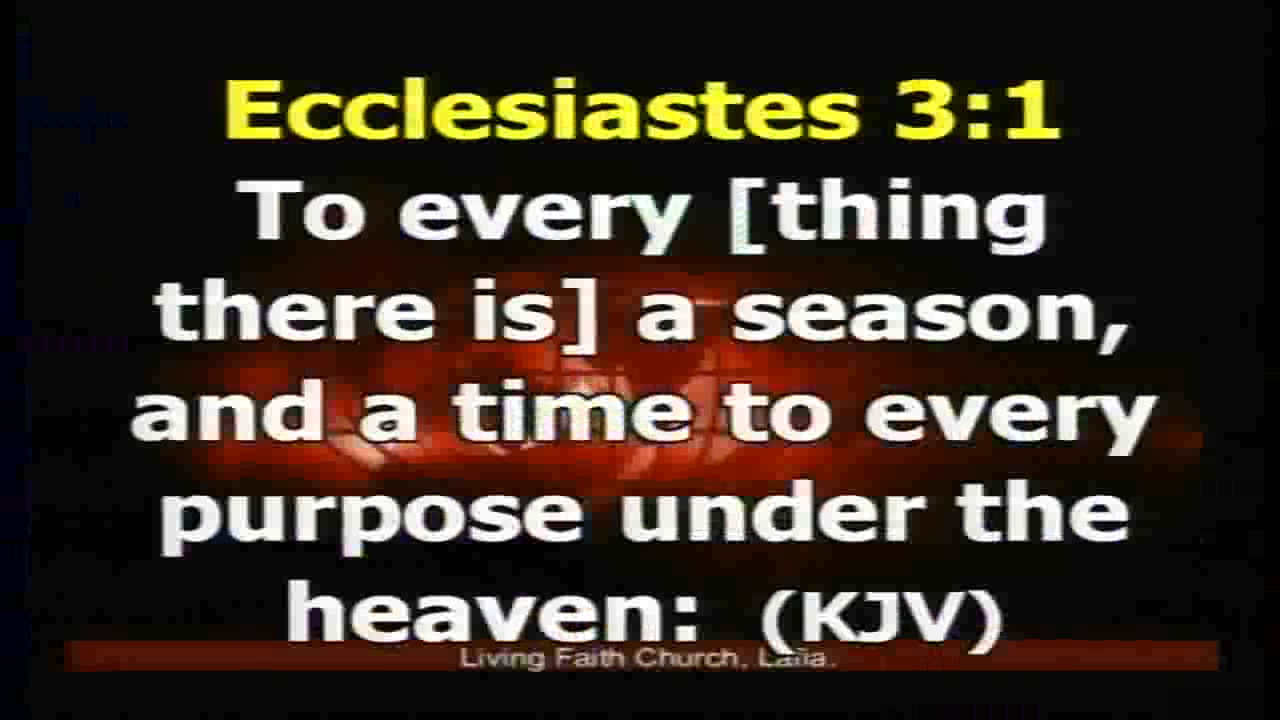 Ecclesiastes 3:1
To every [thing
there is] a season,
and a time to every
purpose under the
heaven: (KJV)
Living Faith Church, Lafia.